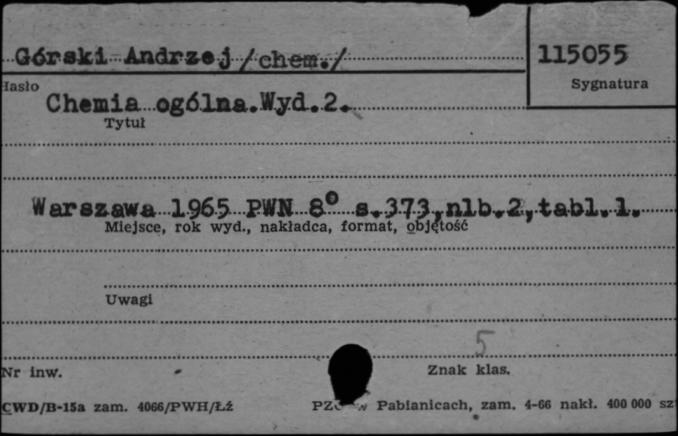 Górski Andrzej /chem./
115055
Hasło
Sygnatura
Chemia ogólna.Wyd.2.
Tytuł
Warszawa 1965 PWN 8° s.373,nlb.2,tabl.1.
Miejsce, rok wyd., nakładca, format, objętość
Uwagi
5
Nr inw.
Znak klas.
CWD/B-15a zam. 4066/PWH/Łź
w Pabianicach, zam. 4-66 nakł. 400 000